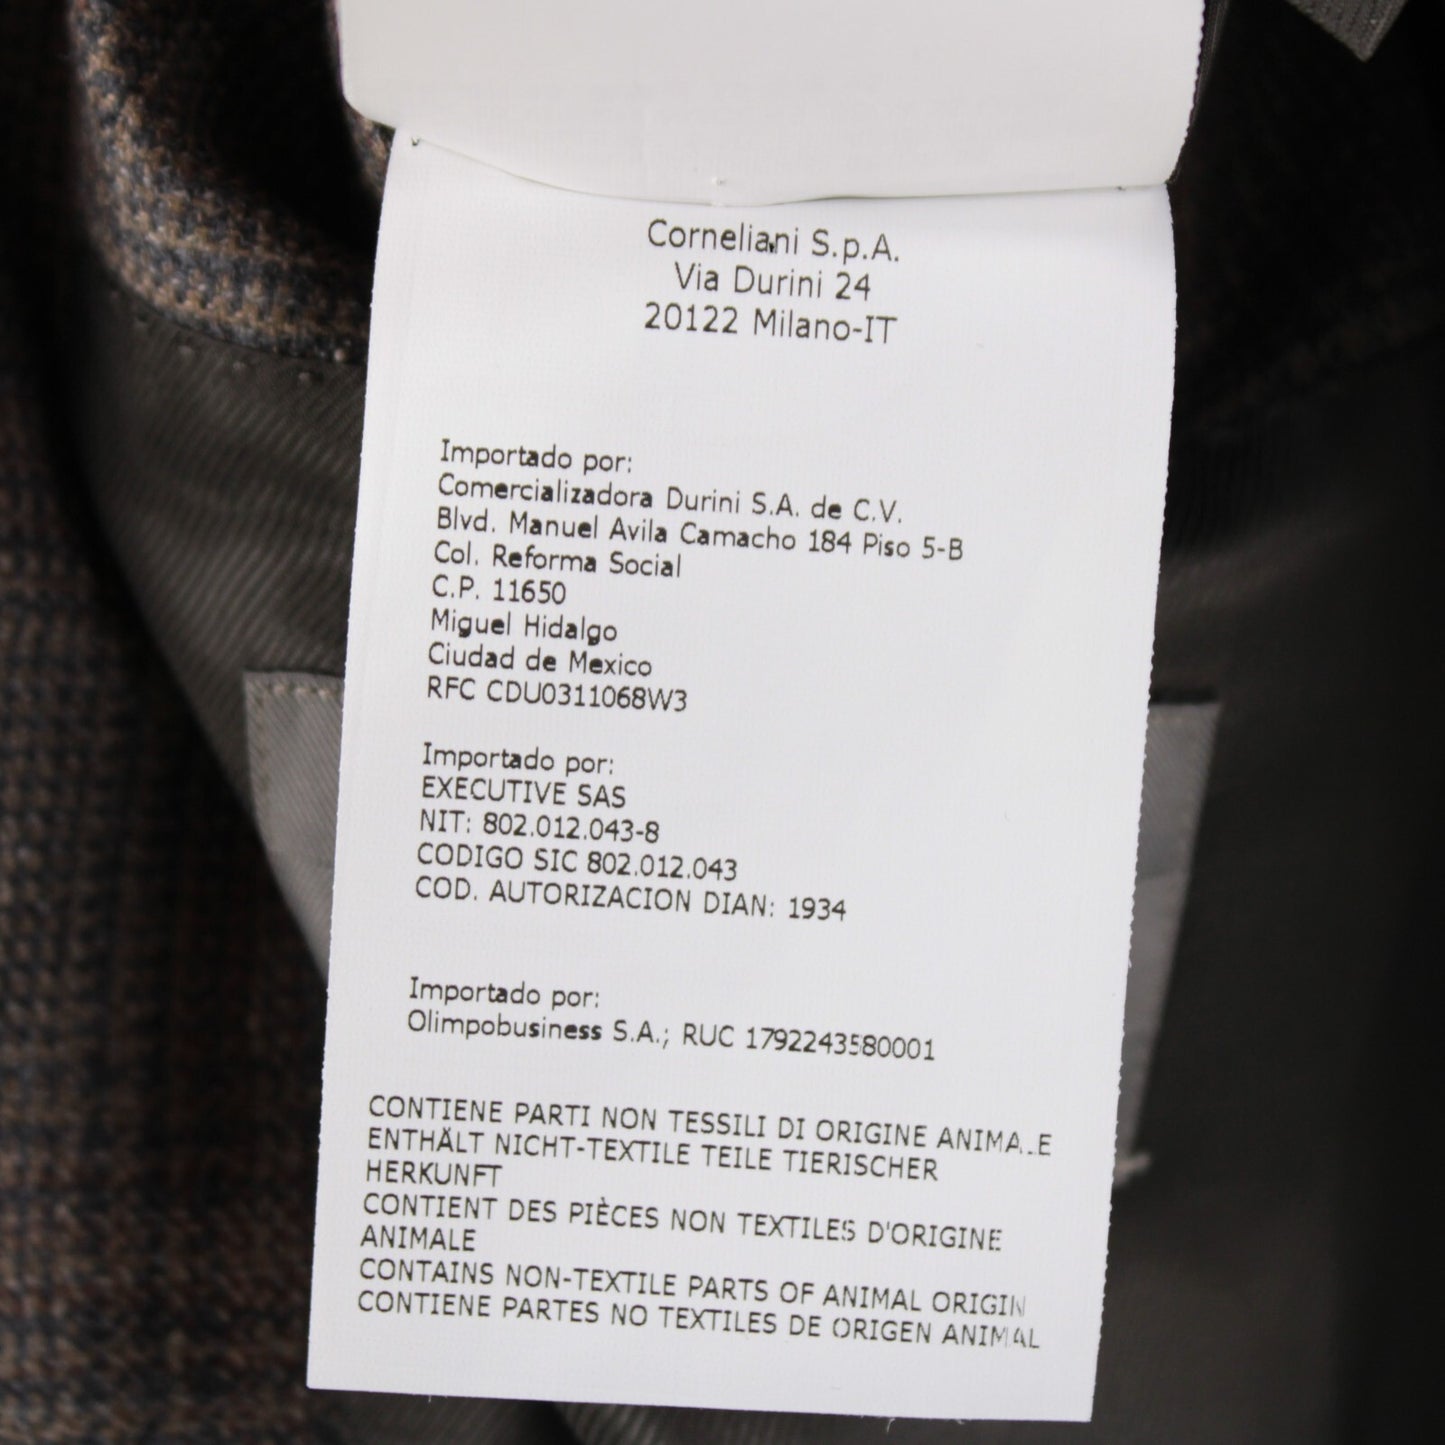 Corneliani S.p.A.
Via Durini 24
20122 Milano-IT
Importado por:
Comercializadora Durini S.A. de C.V.
Blvd. Manuel Avila Camacho 184 Piso 5-B
Col. Reforma Social
C.P. 11650
Miguel Hidalgo
Ciudad de Mexico
RFC CDU0311068W3
Importado por:
EXECUTIVE SAS
NIT: 802.012.043-8
CODIGO SIC 802.012.043
COD. AUTORIZACION DIAN: 1934
Importado por:
Olimpobusiness S.A.; RUC 1792243580001
CONTIENE PARTI NON TESSILI DI ORIGINE ANIMALE
ENTHÄLT NICHT-TEXTILE TEILE TIERISCHER
HERKUNFT
CONTIENT DES PIÈCES NON TEXTILES D'ORIGINE
ANIMALE
CONTAINS NON-TEXTILE PARTS OF ANIMAL ORIGIN
CONTIENE PARTES NO TEXTILES DE ORIGEN ANIMAL